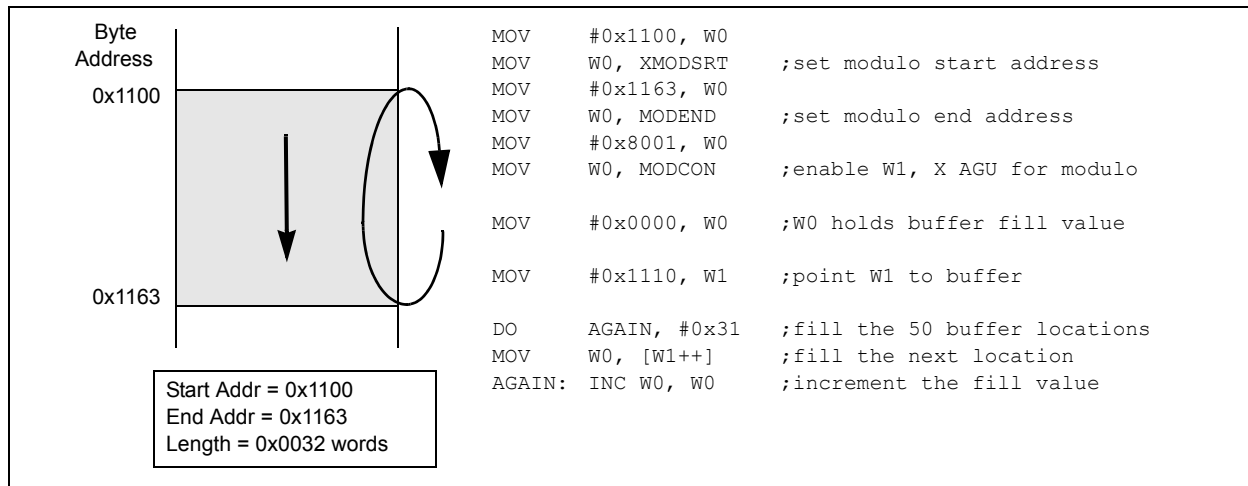 Byte
Address
0x1100
0x1163
Start Addr = 0x1100
End Addr = 0x1163
Length = 0x0032 words
MOV #0x1100, W0
MOV W0, XMODSRT ;set modulo start address
MOV #0x1163, W0
MOV W0, MODEND ;set modulo end address
MOV #0x8001, W0
MOV W0, MODCON ;enable W1, X AGU for modulo
MOV #0x0000, W0 ;W0 holds buffer fill value
MOV #0x1110, W1 ;point W1 to buffer
DO AGAIN, #0x31 ;fill the 50 buffer locations
MOV W0, [W1++] ;fill the next location
AGAIN: INC W0, W0 ;increment the fill value